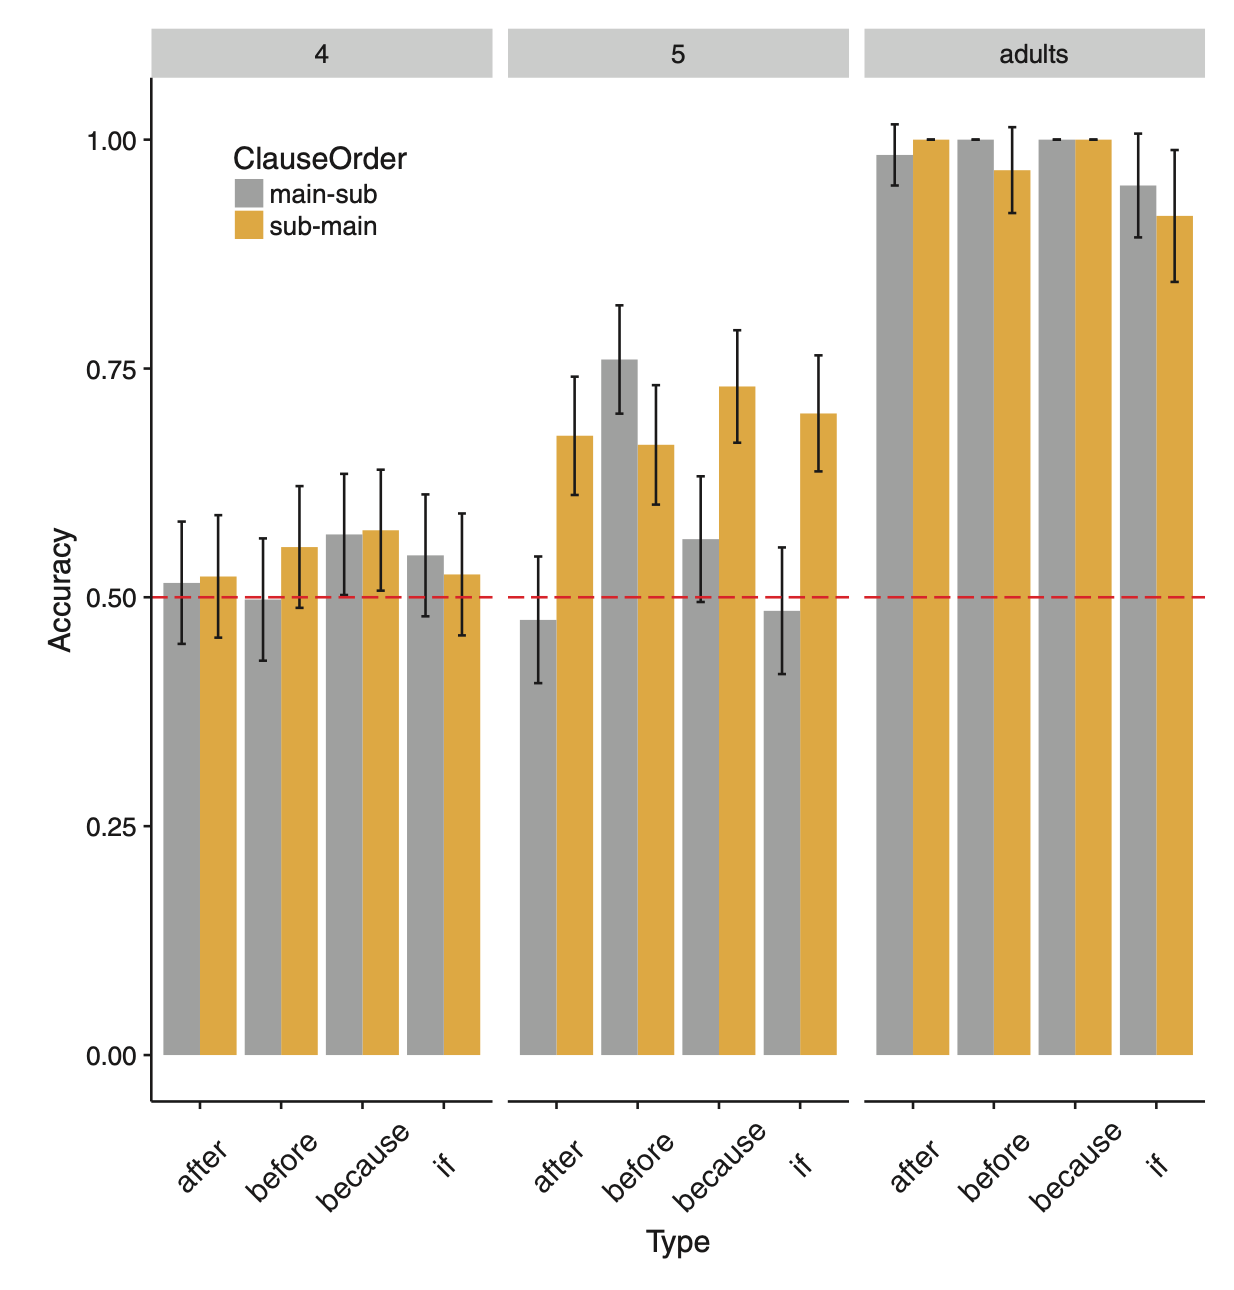 4 5 adults
ClauseOrder
main-sub
sub-main
1.00
0.75
0.50
0.25
0.00
Accuracy
after before because if after before because if after before because if
Type